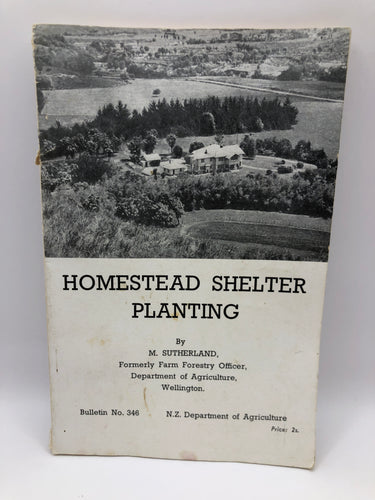 HOMESTEAD SHELTER
PLANTING
By
M. SUTHERLAND,
Formerly Farm Forestry Officer,
Department of Agriculture,
Wellington.
Bulletin No. 346 N.Z. Department of Agriculture
Price: 2s.